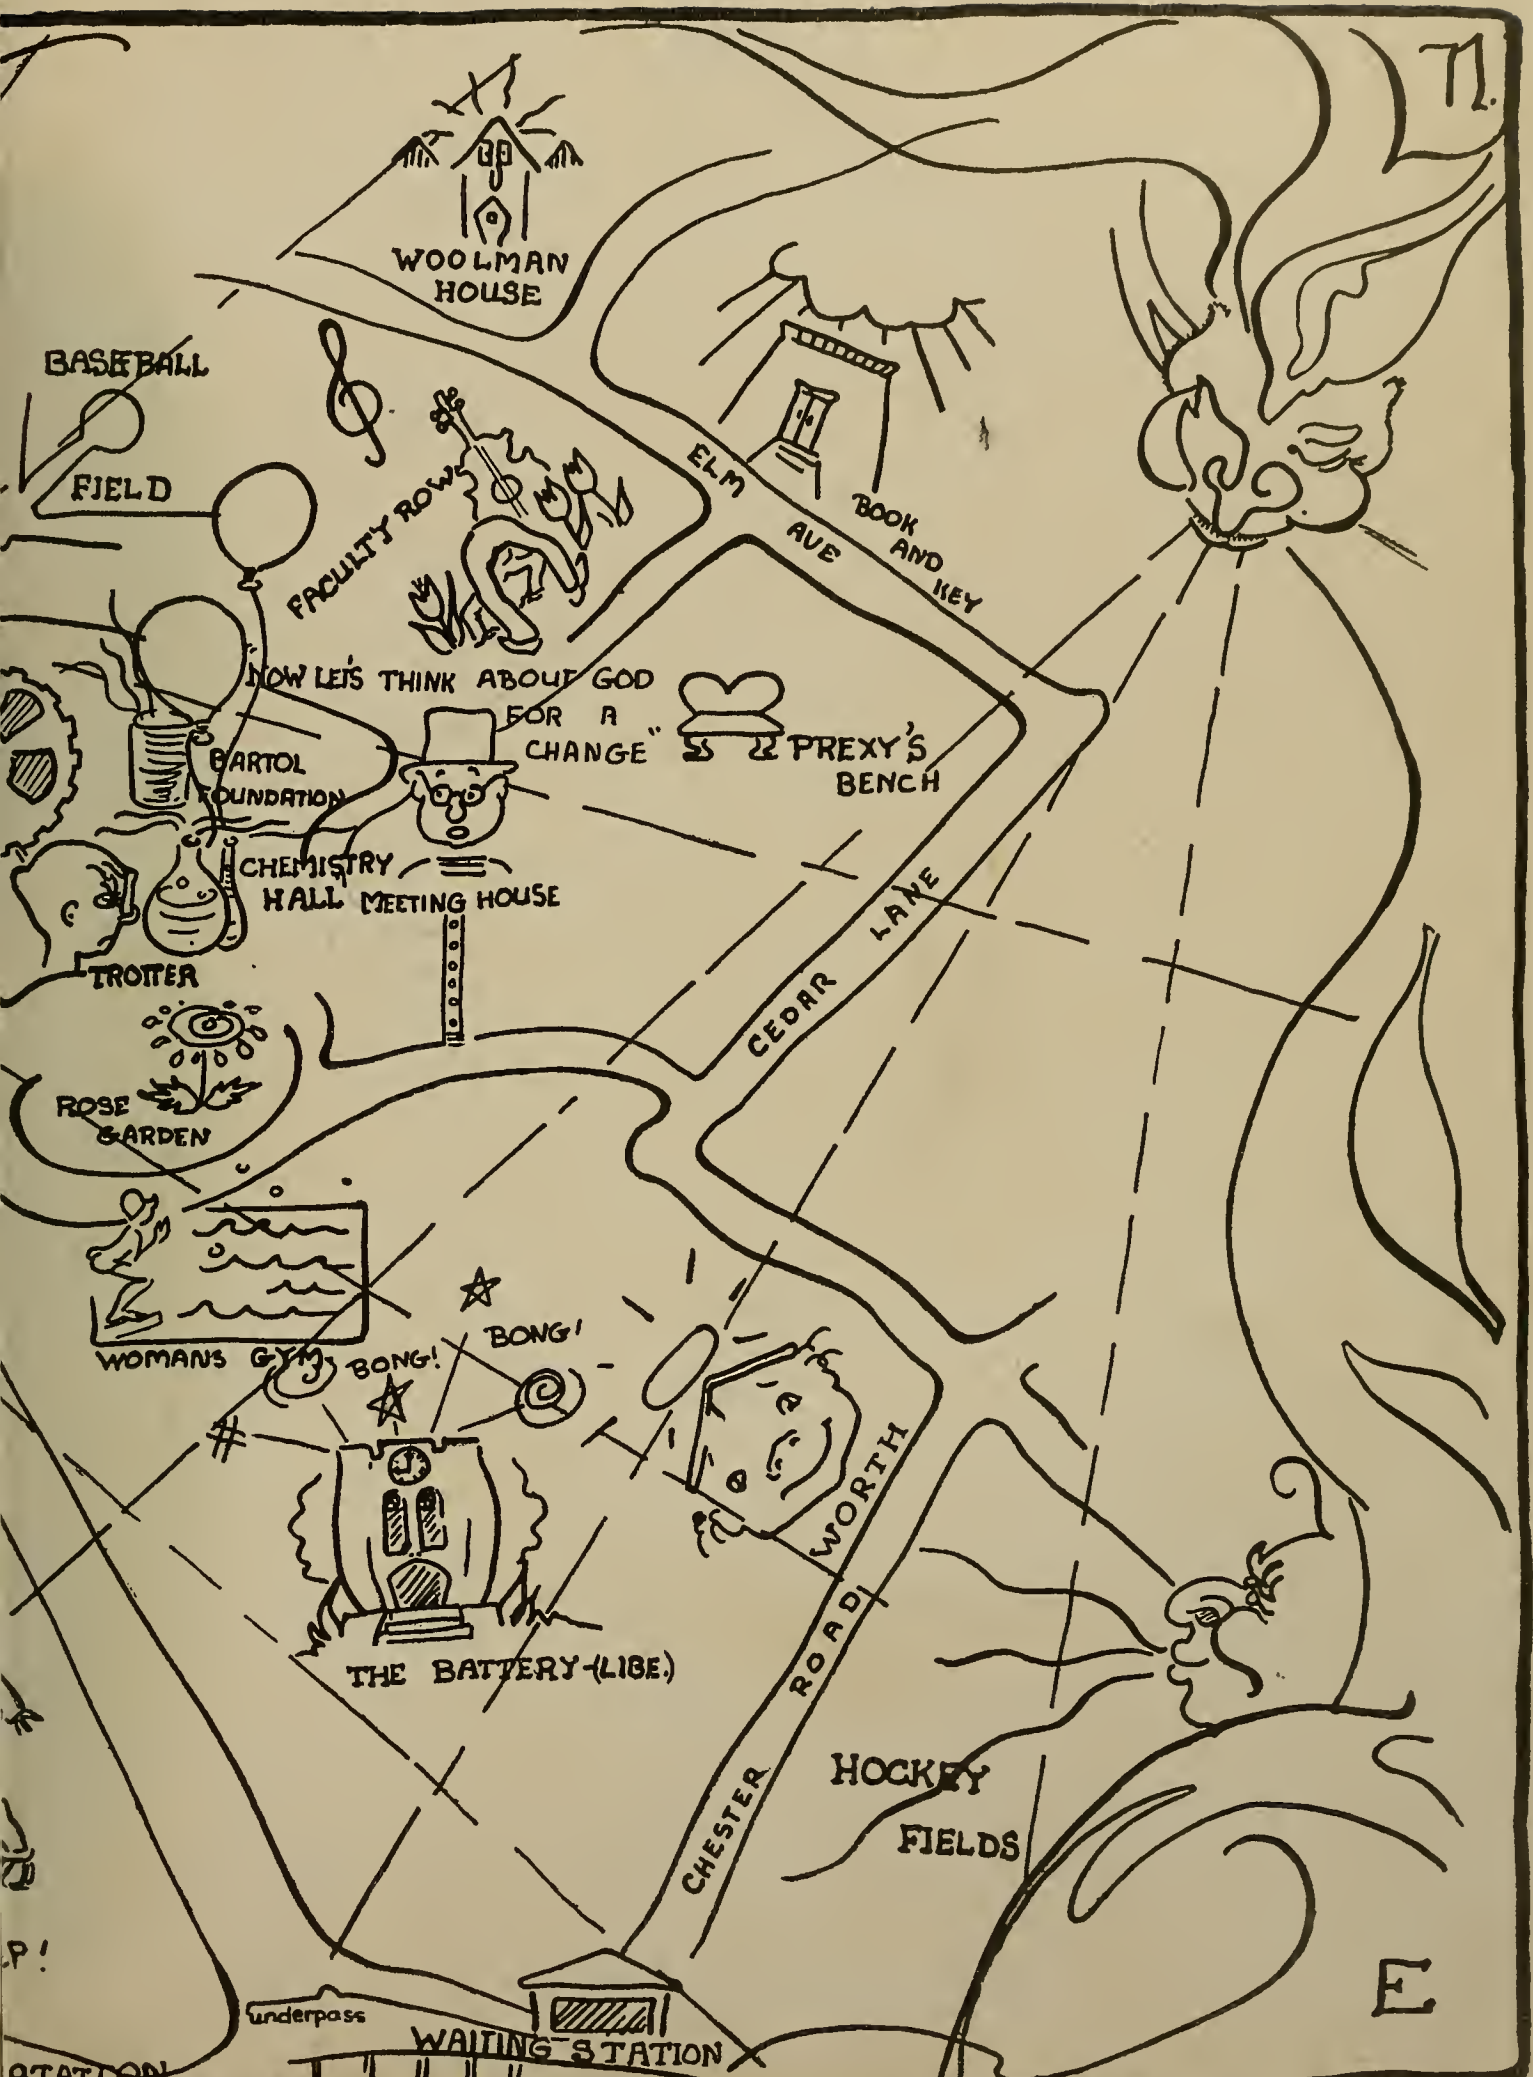 71.
WOOLMAN
HOUSE
BASEBALL
FIELD
FACULTY ROW
ELM
AVE
BOOK
AND
KEY
"NOW LET'S THINK ABOUT GOD
FOR A
CHANGE"
PREXY'S
BENCH
BARTOL
FOUNDATION
CHEMISTRY
HALL
MEETING HOUSE
TROTTER
CEDAR LANE
ROSE
GARDEN
WOMANS GYM
BONG!
BONG!
#
WORTH
THE BATTERY-(LIBE.)
CHESTER ROAD
HOCKEY
FIELDS
P!
E
underpass
WAITING STATION
STATION